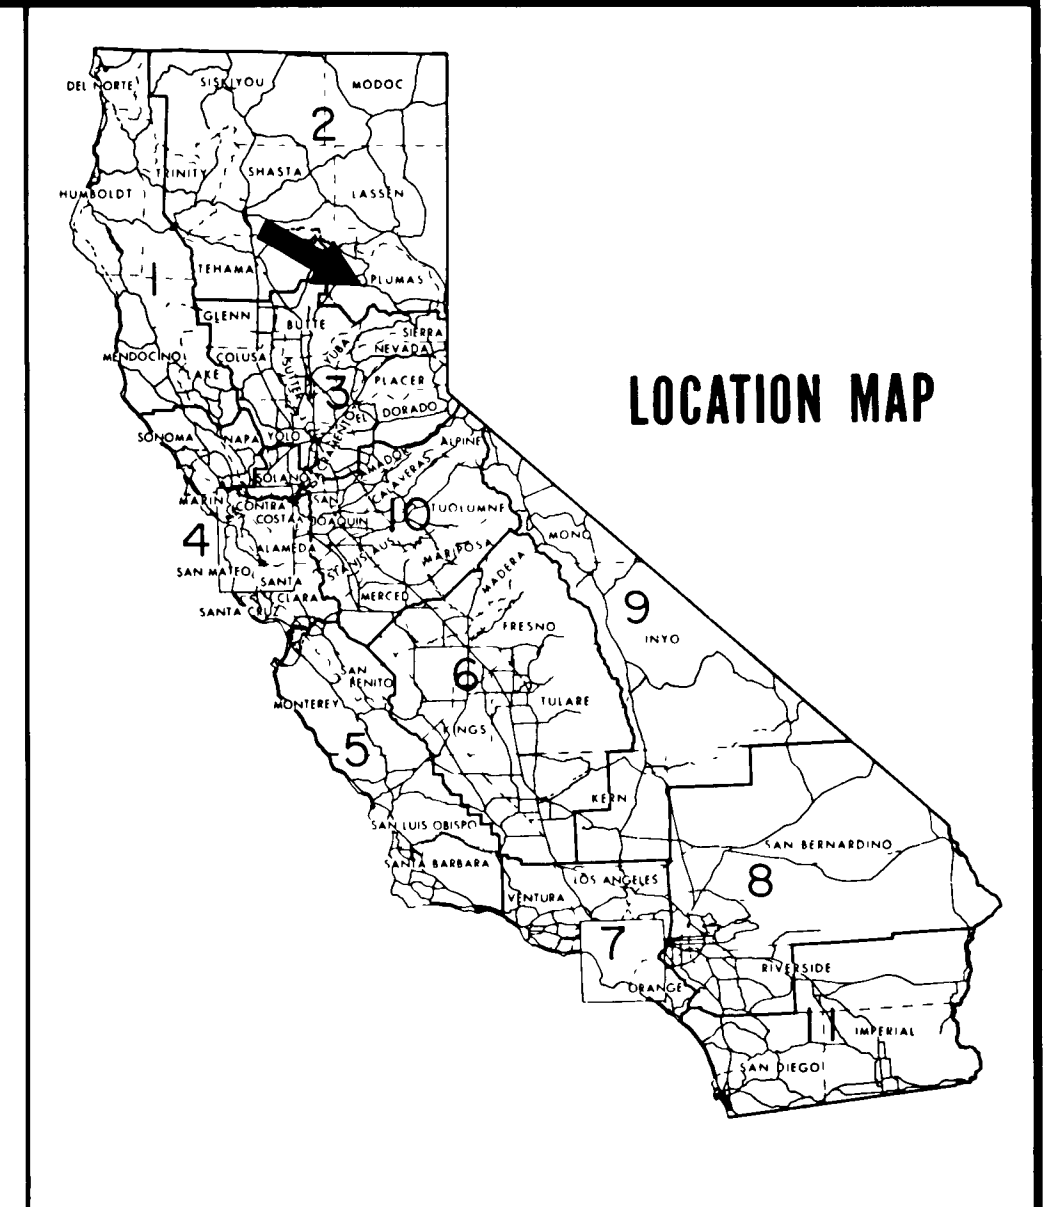 DEL NORTE
SISKIYOU
MODOC
2
TRINITY
SHASTA
HUMBOLDT
LASSEN
1
TEHAMA
PLUMAS
GLENN
BUTTE
SIERRA
YUBA
NEVADA
MENDOCINO
COLUSA
LAKE
SUTTER
3
PLACER
LOCATION MAP
EL DORADO
SONOMA
NAPA
YOLO
SACRAMENTO
ALPINE
AMADOR
SOLANO
CALAVERAS
MARIN
CONTRA
COSTA
SAN
JOAQUIN
10
TUOLUMNE
4
ALAMEDA
STANISLAUS
MARIPOSA
MONO
SAN MATEO
SANTA
CLARA
MERCED
MADERA
SANTA CRUZ
9
FRESNO
INYO
SAN
BENITO
6
MONTEREY
TULARE
5
KINGS
KERN
SAN LUIS OBISPO
SAN BERNARDINO
SANTA BARBARA
LOS ANGELES
8
VENTURA
7
RIVERSIDE
ORANGE
11
IMPERIAL
SAN DIEGO